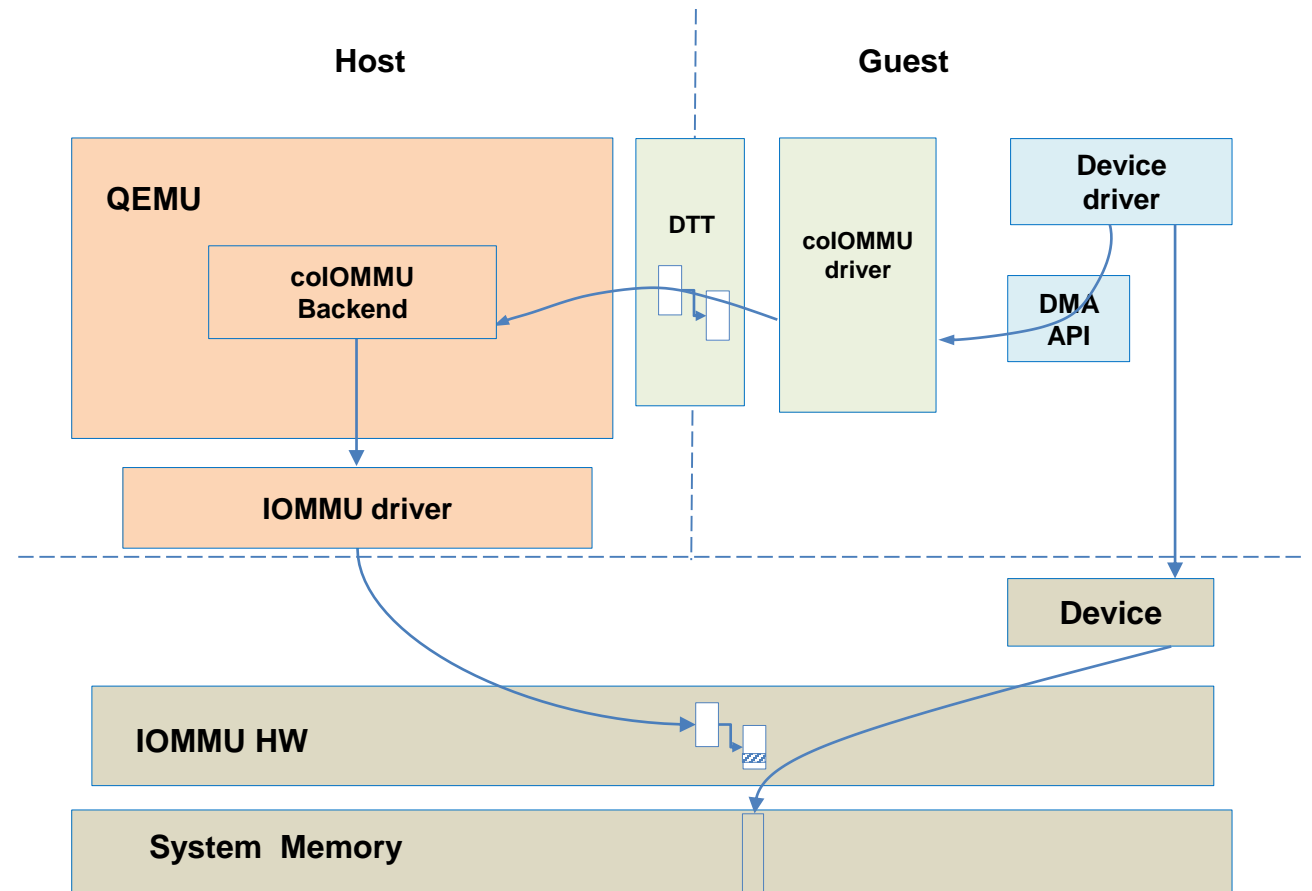 Host
Guest
QEMU
coIOMMU
Backend
DTT
coIOMMU
driver
Device
driver
DMA
API
IOMMU driver
Device
IOMMU HW
System Memory